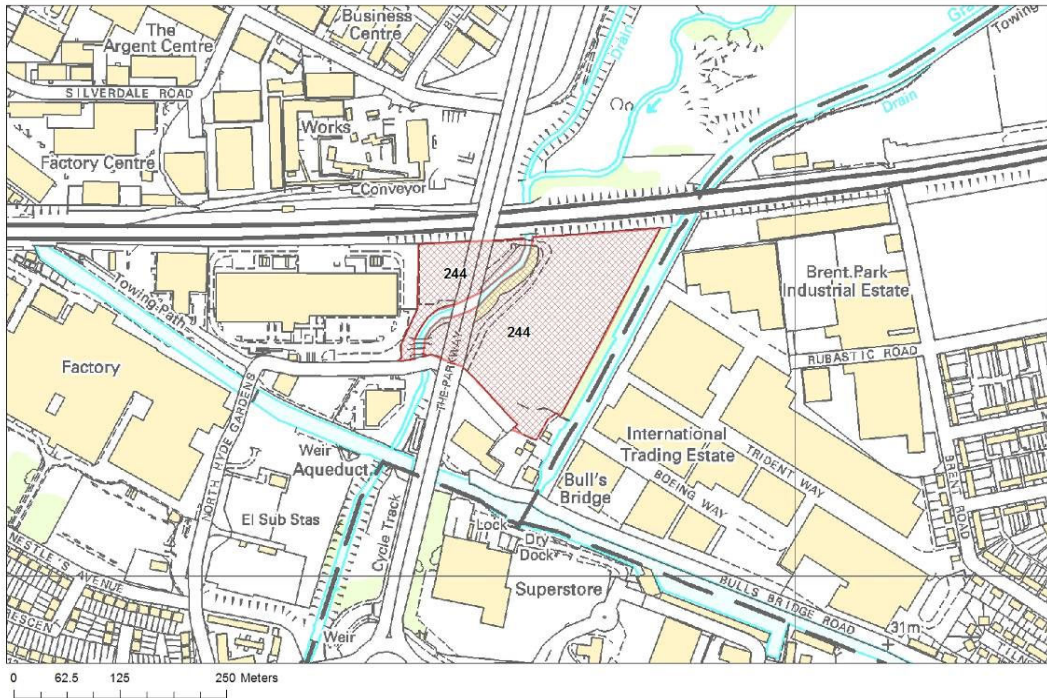 The
Argent Centre
Business
Centre
SILVERDALE ROAD
Works
Factory Centre
Conveyor
Drain
Gra
Towing
Drain
244
244
Towing Path
Factory
THE PARKWAY
NORTH HYDE GARDENS
Weir
Aqueduct
El Sub Stas
Cycle Track
NESTLE'S AVENUE
Weir
Lock
Dry
Dock
Superstore
Bull's
Bridge
International
Trading Estate
BOEING WAY
TRIDENT WAY
Brent Park
Industrial Estate
RUBASTIC ROAD
BRENT ROAD
BULLS BRIDGE ROAD
31m
0 62.5 125 250 Meters